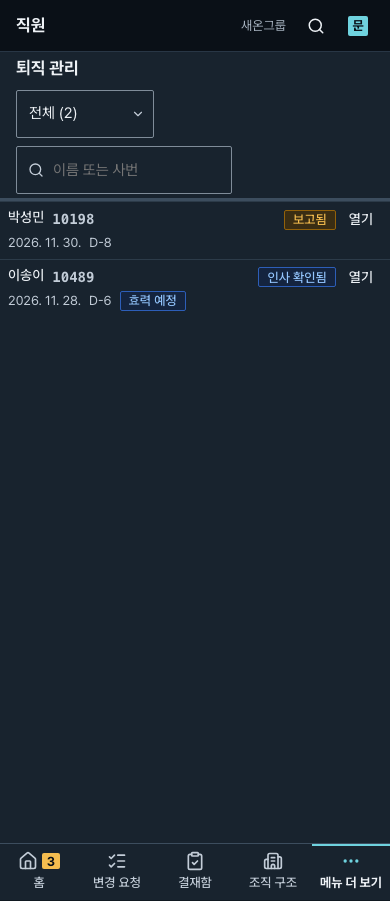 직원 새온그룹 문
퇴직 관리
전체 (2)
이름 또는 사번
박성민 10198 보고됨 열기
2026. 11. 30. D-8
이송이 10489 인사 확인됨 열기
2026. 11. 28. D-6 효력 예정
3
홈 변경 요청 결재함 조직 구조 메뉴 더 보기